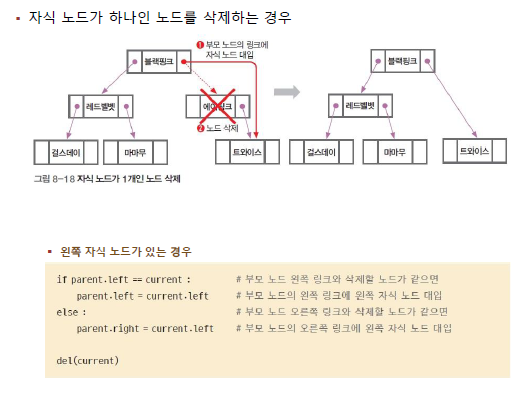 ▪ 자식 노드가 하나인 노드를 삭제하는 경우
❶ 부모 노드의 링크에
자식 노드 대입
블랙핑크
블랙핑크
레드벨벳
에이핑크
레드벨벳
❷ 노드 삭제
걸스데이
마마무
트와이스
걸스데이
마마무
트와이스
그림 8-18 자식 노드가 1개인 노드 삭제
▪ 왼쪽 자식 노드가 있는 경우
if parent.left == current : # 부모 노드 왼쪽 링크와 삭제할 노드가 같으면
parent.left = current.left # 부모 노드의 왼쪽 링크에 왼쪽 자식 노드 대입
else : # 부모 노드 오른쪽 링크와 삭제할 노드가 같으면
parent.right = current.left # 부모 노드의 오른쪽 링크에 왼쪽 자식 노드 대입
del(current)